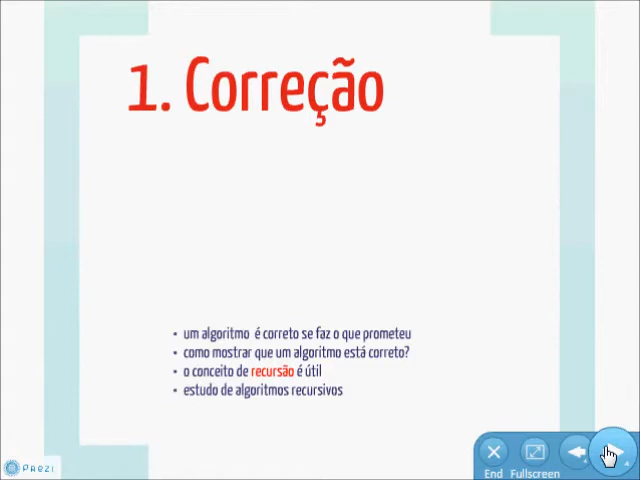 1. Correção
• um algoritmo é correto se faz o que prometeu
• como mostrar que um algoritmo está correto?
• o conceito de recursão é útil
• estudo de algoritmos recursivos
Prezi
End Fullscreen